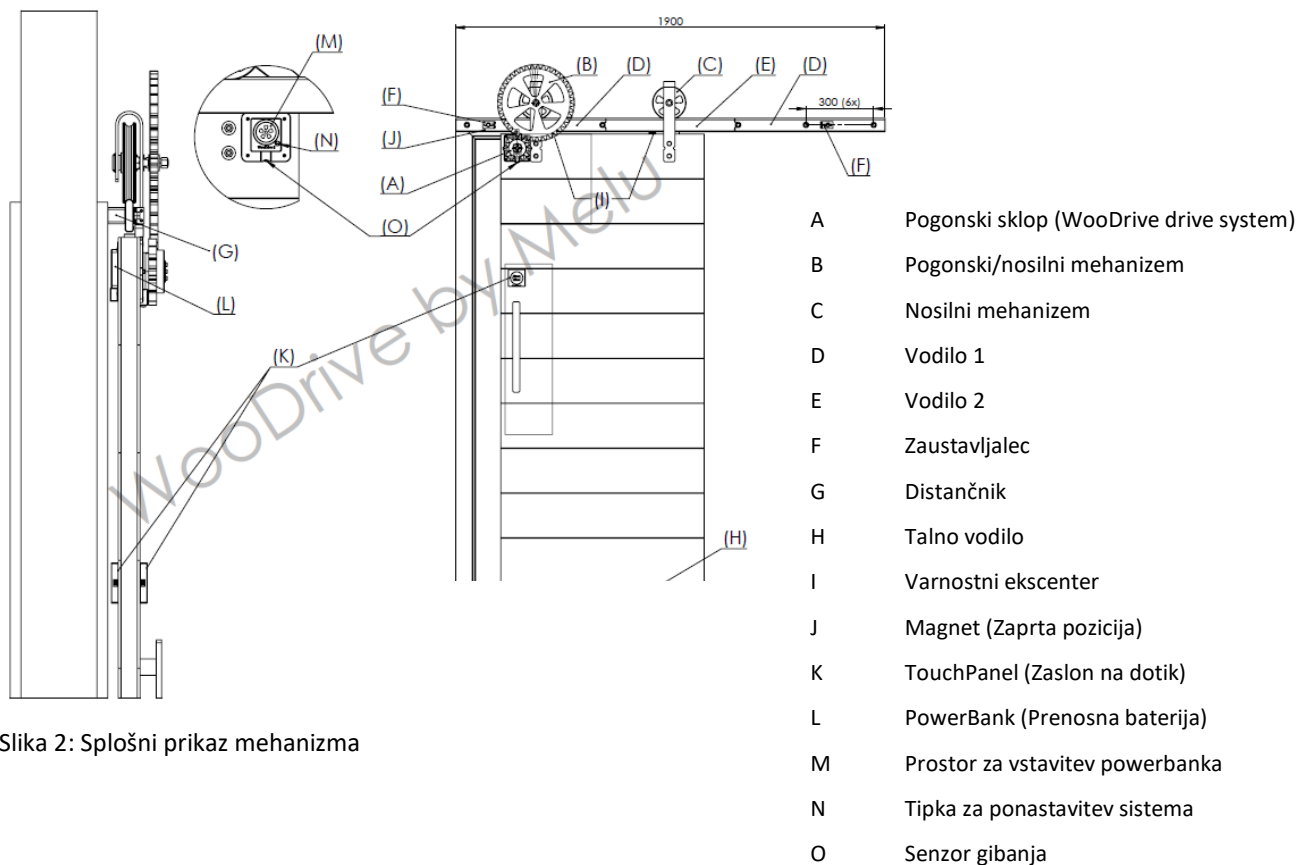 1900
(M)
(B)
(D)
(C)
(E)
(D)
(F)
300 (6x)
(J)
(N)
(F)
(A)
(I)
(O)
(G)
(L)
(K)
(H)
WooDrive by Melu
A Pogonski sklop (WooDrive drive system)
B Pogonski/nosilni mehanizem
C Nosilni mehanizem
D Vodilo 1
E Vodilo 2
F Zaustavljalec
G Distančnik
H Talno vodilo
I Varnostni ekscenter
J Magnet (Zaprta pozicija)
K TouchPanel (Zaslon na dotik)
L PowerBank (Prenosna baterija)
M Prostor za vstavitev powerbanka
N Tipka za ponastavitev sistema
O Senzor gibanja
Slika 2: Splošni prikaz mehanizma